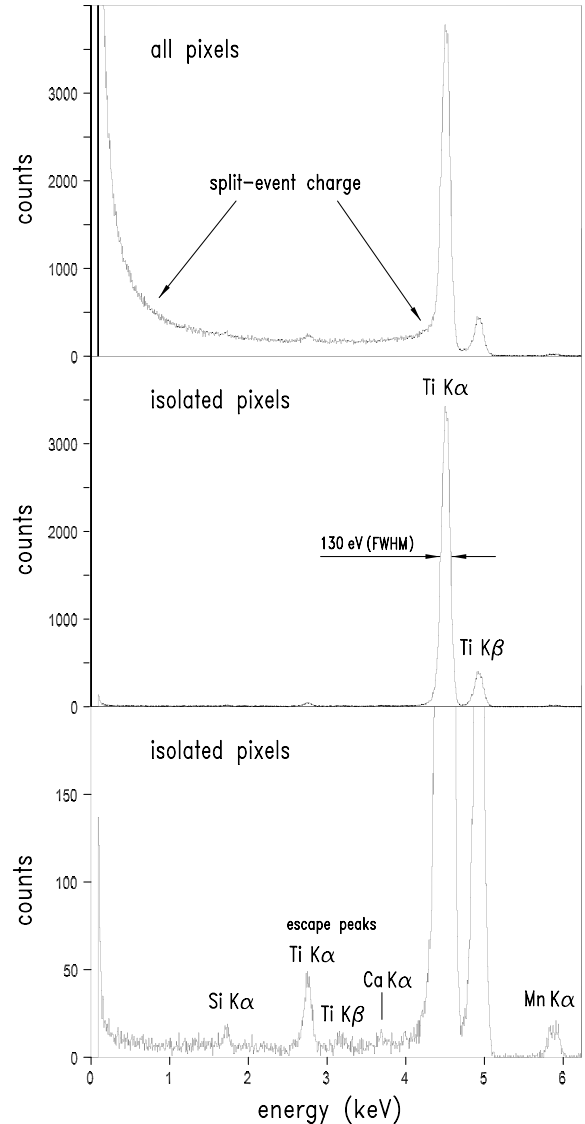 all pixels
3000
split-event charge
2000
counts
1000
0
isolated pixels
Ti Kα
3000
counts
130 eV (FWHM)
2000
Ti Kβ
1000
0
isolated pixels
150
counts
100
escape peaks
Ti Kα
50
Si Kα
Ca Kα
Ti Kβ
Mn Kα
0
0 1 2 3 4 5 6
energy (keV)